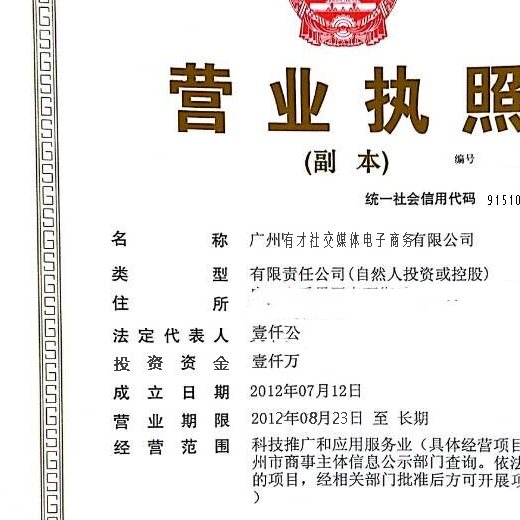 营业执照
(副 本)
编号
统一社会信用代码 91510
名 称 广州有才社交媒体电子商务有限公司
类 型 有限责任公司(自然人投资或控股)
住 所
法定代表人 壹仟公
投资资金 壹仟万
成立日期 2012年07月12日
营业期限 2012年08月23日 至 长期
经营范围 科技推广和应用服务业（具体经营项目
州市商事主体信息公示部门查询。依法
的项目，经相关部门批准后方可开展项
）